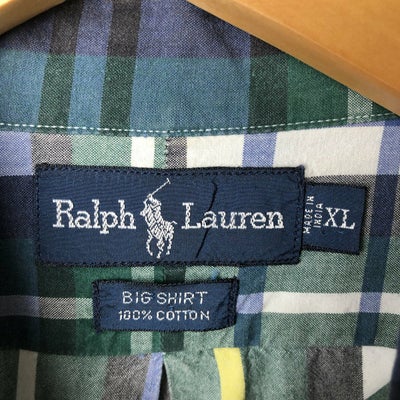 Ralph Lauren
MADE IN
INDIA
XL
BIG SHIRT
100% COTTON